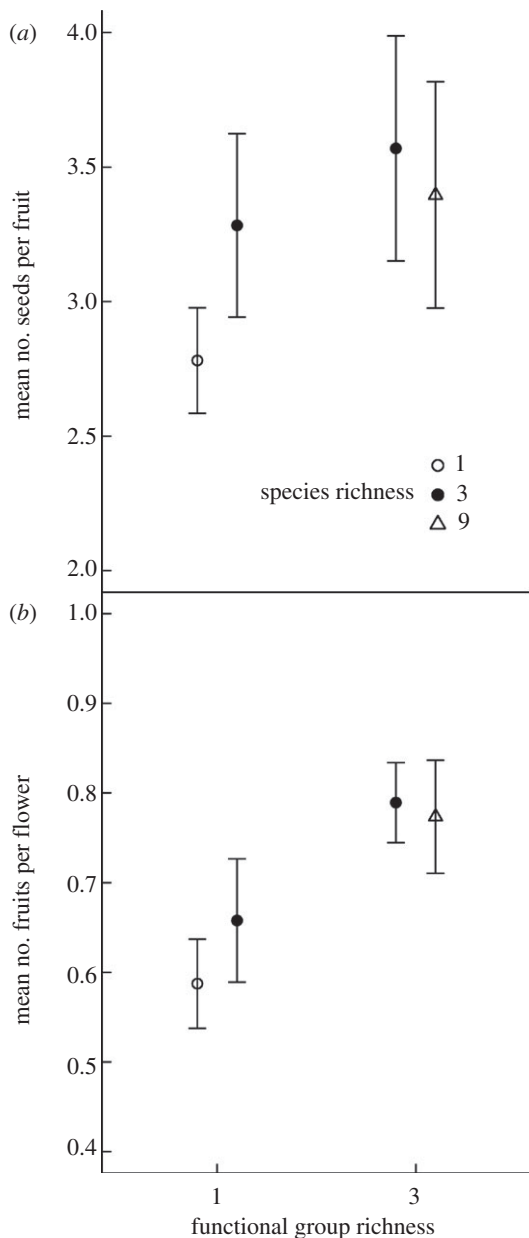 (a)
4.0
3.5
3.0
2.5
2.0
mean no. seeds per fruit
species richness
1
3
9
(b)
1.0
0.9
0.8
0.7
0.6
0.5
0.4
mean no. fruits per flower
1 3
functional group richness